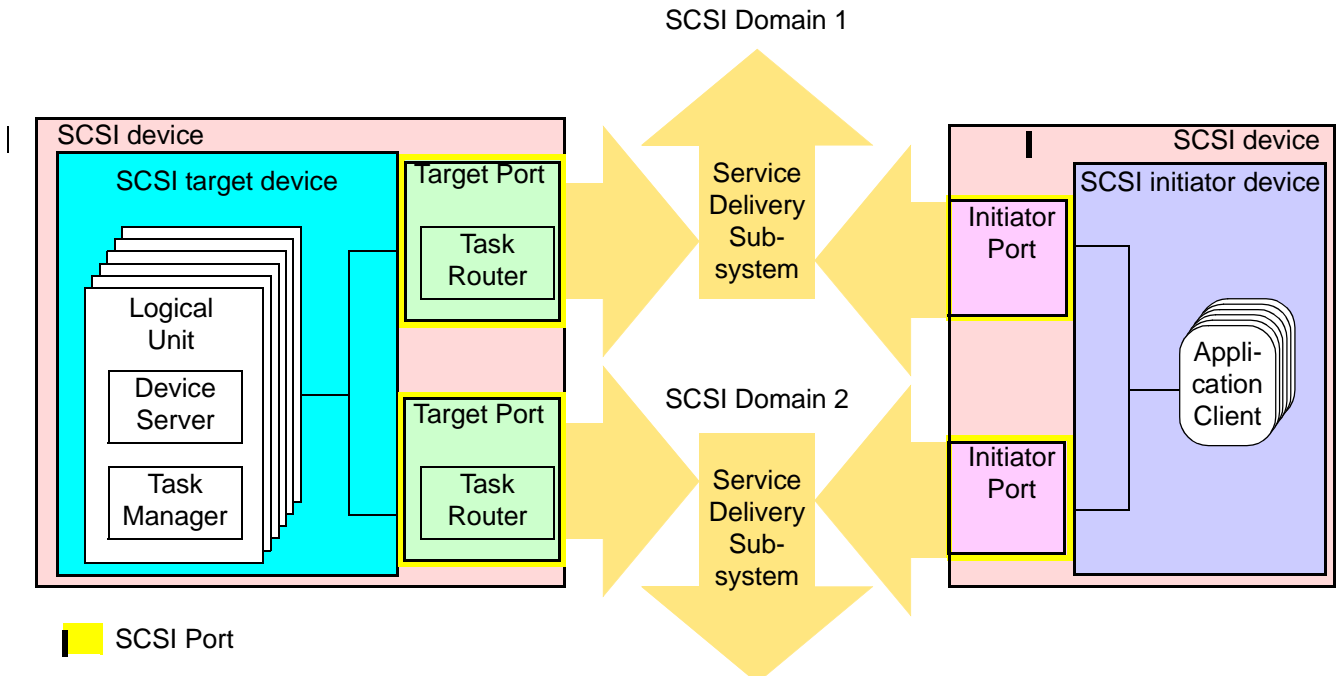 SCSI Domain 1
SCSI device
SCSI target device
Logical
Unit
Device
Server
Task
Manager
Target Port
Task
Router
Target Port
Task
Router
Service
Delivery
Sub-
system
SCSI Domain 2
Service
Delivery
Sub-
system
SCSI device
SCSI initiator device
Initiator
Port
Initiator
Port
Appli-
cation
Client
SCSI Port